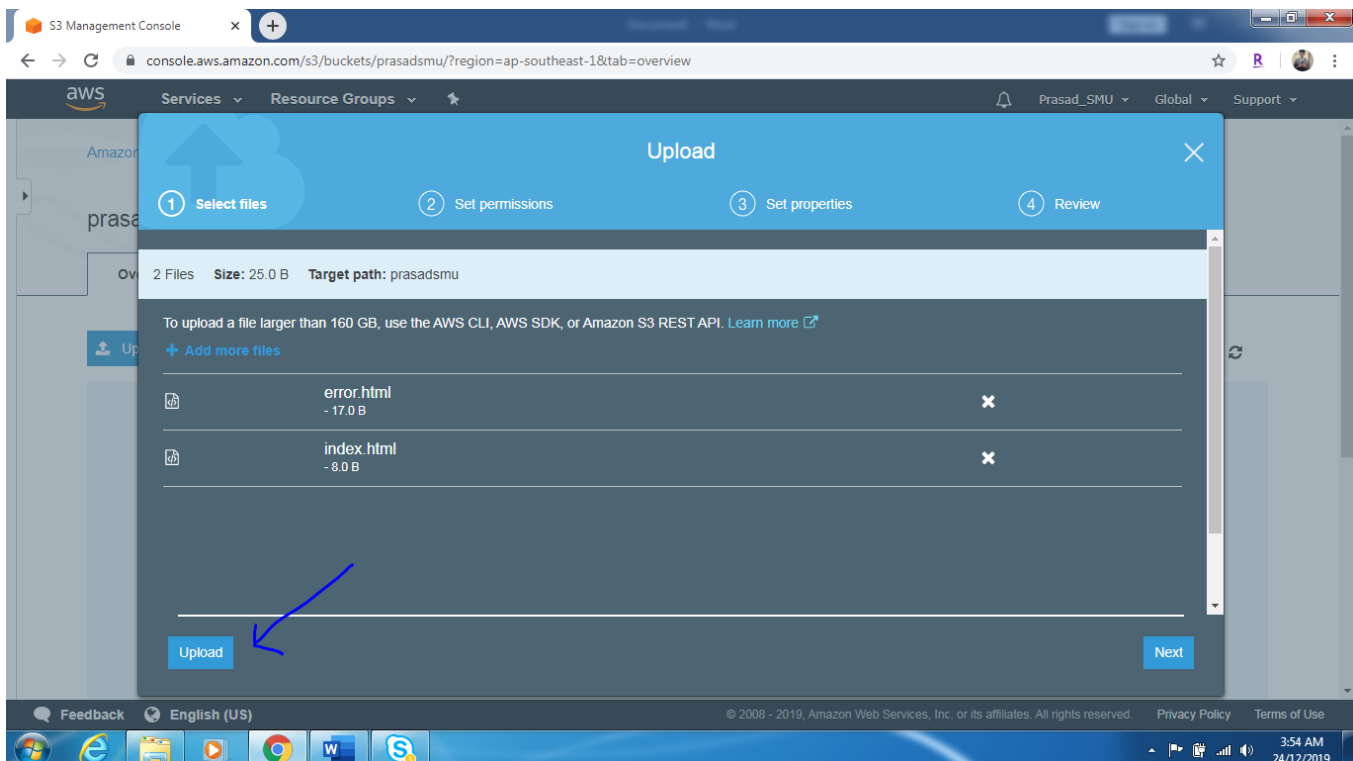 S3 Management Console
console.aws.amazon.com/s3/buckets/prasadsmu/?region=ap-southeast-1&tab=overview
R
aws Services Resource Groups Prasad_SMU Global Support
Amazon
Upload
1 Select files 2 Set permissions 3 Set properties 4 Review
prasa
Ov
2 Files Size: 25.0 B Target path: prasadsmu
To upload a file larger than 160 GB, use the AWS CLI, AWS SDK, or Amazon S3 REST API. Learn more
Up
+ Add more files
error.html
- 17.0 B
index.html
- 8.0 B
Upload Next
Feedback English (US) © 2008 - 2019, Amazon Web Services, Inc. or its affiliates. All rights reserved. Privacy Policy Terms of Use
W S
3:54 AM
24/12/2019